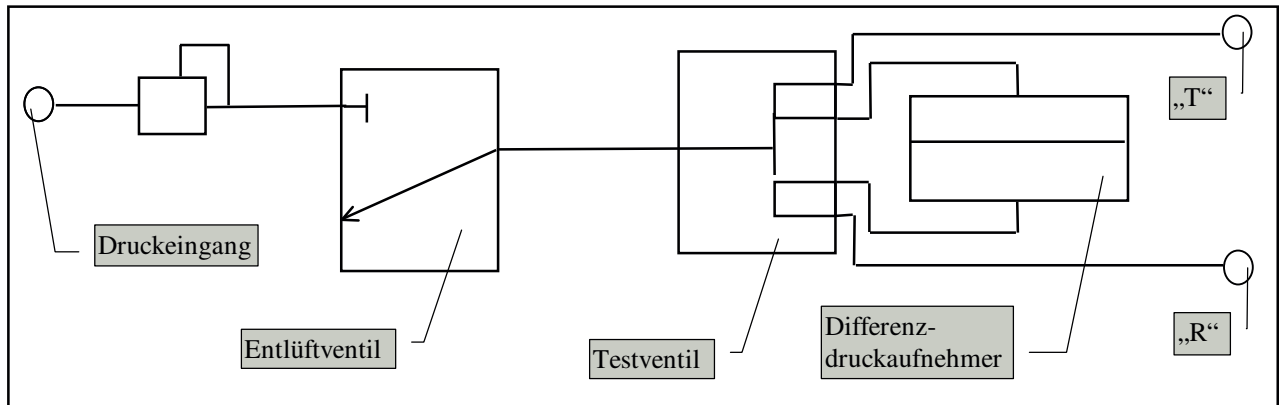 „T“
Druckeingang
„R“
Entlüftventil
Testventil
Differenz-
druckaufnehmer